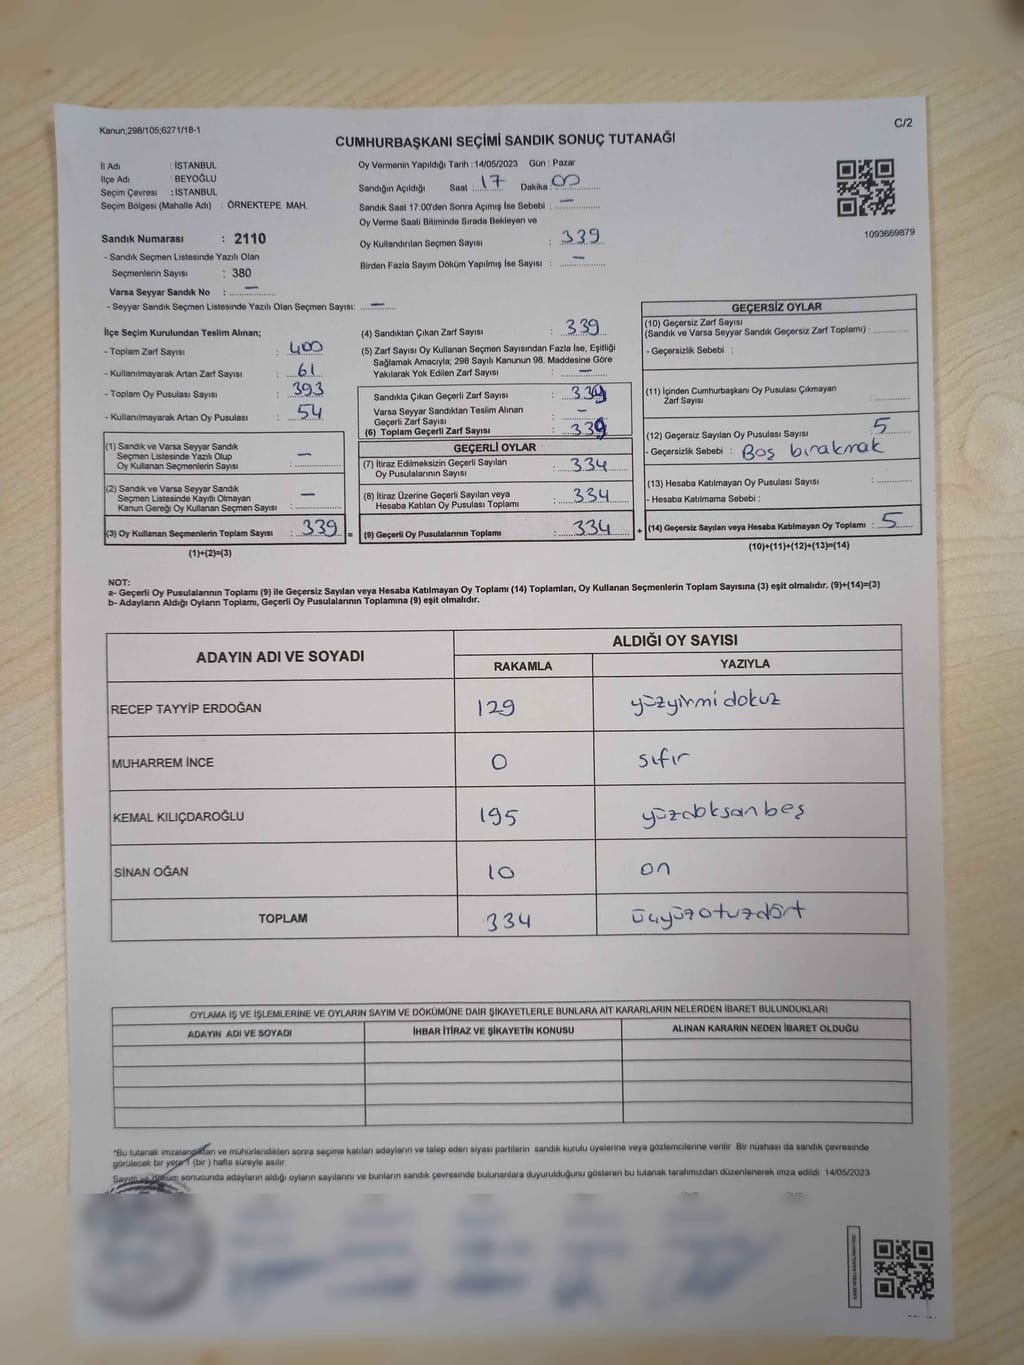 Kanun;298/105;6271/18-1
C/2
CUMHURBAŞKANI SEÇİMİ SANDIK SONUÇ TUTANAĞI
İl Adı : İSTANBUL
İlçe Adı : BEYOĞLU
Seçim Çevresi : İSTANBUL
Seçim Bölgesi (Mahalle Adı) : ÖRNEKTEPE MAH.
Sandık Numarası : 2110
- Sandık Seçmen Listesinde Yazılı Olan
Seçmenlerin Sayısı : 380
Varsa Seyyar Sandık No : —
- Seyyar Sandık Seçmen Listesinde Yazılı Olan Seçmen Sayısı: —
Oy Vermenin Yapıldığı Tarih : 14/05/2023 Gün : Pazar
Sandığın Açıldığı Saat : 17 Dakika : 00
Sandık Saat 17:00'den Sonra Açımış İse Sebebi : —
Oy Verme Saati Bitiminde Sırada Bekleyen ve
Oy Kullandırılan Seçmen Sayısı : 339
Birden Fazla Sayım Döküm Yapılmış İse Sayısı : —
1093669879
İlçe Seçim Kurulundan Teslim Alınan;
- Toplam Zarf Sayısı : 400
- Kullanılmayarak Artan Zarf Sayısı : 61
- Toplam Oy Pusulası Sayısı : 393
- Kullanılmayarak Artan Oy Pusulası : 54
(1) Sandık ve Varsa Seyyar Sandık
Seçmen Listesinde Yazılı Olup
Oy Kullanan Seçmenlerin Sayısı : —
(2) Sandık ve Varsa Seyyar Sandık
Seçmen Listesinde Kayıtlı Olmayan
Kanun Gereği Oy Kullanan Seçmen Sayısı : —
(3) Oy Kullanan Seçmenlerin Toplam Sayısı : 339 =
(1)+(2)=(3)
(4) Sandıktan Çıkan Zarf Sayısı : 339
(5) Zarf Sayısı Oy Kullanan Seçmen Sayısından Fazla İse, Eşitliği
Sağlamak Amacıyla; 298 Sayılı Kanunun 98. Maddesine Göre
Yakılarak Yok Edilen Zarf Sayısı : —
Sandıkta Çıkan Geçerli Zarf Sayısı : 339
Varsa Seyyar Sandıktan Teslim Alınan
Geçerli Zarf Sayısı : —
(6) Toplam Geçerli Zarf Sayısı : 339
GEÇERLİ OYLAR
(7) İtiraz Edilmeksizin Geçerli Sayılan
Oy Pusulalarının Sayısı : 334
(8) İtiraz Üzerine Geçerli Sayılan veya
Hesaba Katılan Oy Pusulası Toplamı : 334
(9) Geçerli Oy Pusulalarının Toplamı : 334 +
GEÇERSİZ OYLAR
(10) Geçersiz Zarf Sayısı
(Sandık ve Varsa Seyyar Sandık Geçersiz Zarf Toplamı) :
- Geçersizlik Sebebi :
(11) İçinden Cumhurbaşkanı Oy Pusulası Çıkmayan
Zarf Sayısı :
(12) Geçersiz Sayılan Oy Pusulası Sayısı : 5
- Geçersizlik Sebebi : Boş bırakmak
(13) Hesaba Katılmayan Oy Pusulası Sayısı :
- Hesaba Katılmama Sebebi :
(14) Geçersiz Sayılan veya Hesaba Katılmayan Oy Toplamı : 5
(10)+(11)+(12)+(13)=(14)
NOT:
a- Geçerli Oy Pusulalarının Toplamı (9) ile Geçersiz Sayılan veya Hesaba Katılmayan Oy Toplamı (14) Toplamları, Oy Kullanan Seçmenlerin Toplam Sayısına (3) eşit olmalıdır. (9)+(14)=(3)
b- Adayların Aldığı Oyların Toplamı, Geçerli Oy Pusulalarının Toplamına (9) eşit olmalıdır.
ADAYIN ADI VE SOYADI
ALDIĞI OY SAYISI
RAKAMLA YAZIYLA
RECEP TAYYİP ERDOĞAN 129 yüzyirmi dokuz
MUHARREM İNCE 0 sıfır
KEMAL KILIÇDAROĞLU 195 yüzdoksan beş
SİNAN OĞAN 10 on
TOPLAM 334 üçyüzotuzdört
OYLAMA İŞ VE İŞLEMLERİNE VE OYLARIN SAYIM VE DÖKÜMÜNE DAİR ŞİKAYETLERLE BUNLARA AİT KARARLARIN NELERDEN İBARET BULUNDUKLARI
ADAYIN ADI VE SOYADI İHBAR İTİRAZ VE ŞİKAYETİN KONUSU ALINAN KARARIN NEDEN İBARET OLDUĞU
*Bu tutanak imzalandıktan ve mühürlendikten sonra seçime katılan adayların ve talep eden siyasi partilerin sandık kurulu üyelerine veya gözlemcilerine verilir. Bir nüshası da sandık çevresinde
görülecek bir yere 1 (bir ) hafta süreyle asılır.
Sayım ve döküm sonucunda adayların aldığı oyların sayılarını ve bunların sandık çevresinde bulunanlara duyurulduğunu gösteren bu tutanak tarafımızdan düzenlenerek imza edildi. 14/05/2023